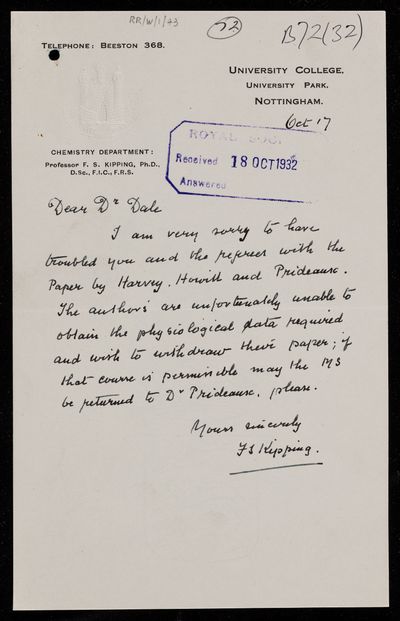 RR/W/1/73
52
B72(32)
TELEPHONE: BEESTON 368.
UNIVERSITY COLLEGE,
UNIVERSITY PARK,
NOTTINGHAM.
Oct 17
CHEMISTRY DEPARTMENT:
Professor F. S. KIPPING, Ph.D.,
D.Sc., F.I.C., F.R.S.
ROYAL SOC.
Received 18 OCT 1932
Answered
Dear Dr Dale
I am very sorry to have
troubled you and the referees with the
Paper by Harvey, Howitt and Prideaux.
The authors are unfortunately unable to
obtain the physiological data required
and wish to withdraw their paper; if
that course is permissible may the MS
be returned to Dr Prideaux, please.
Yours sincerely
F S Kipping.